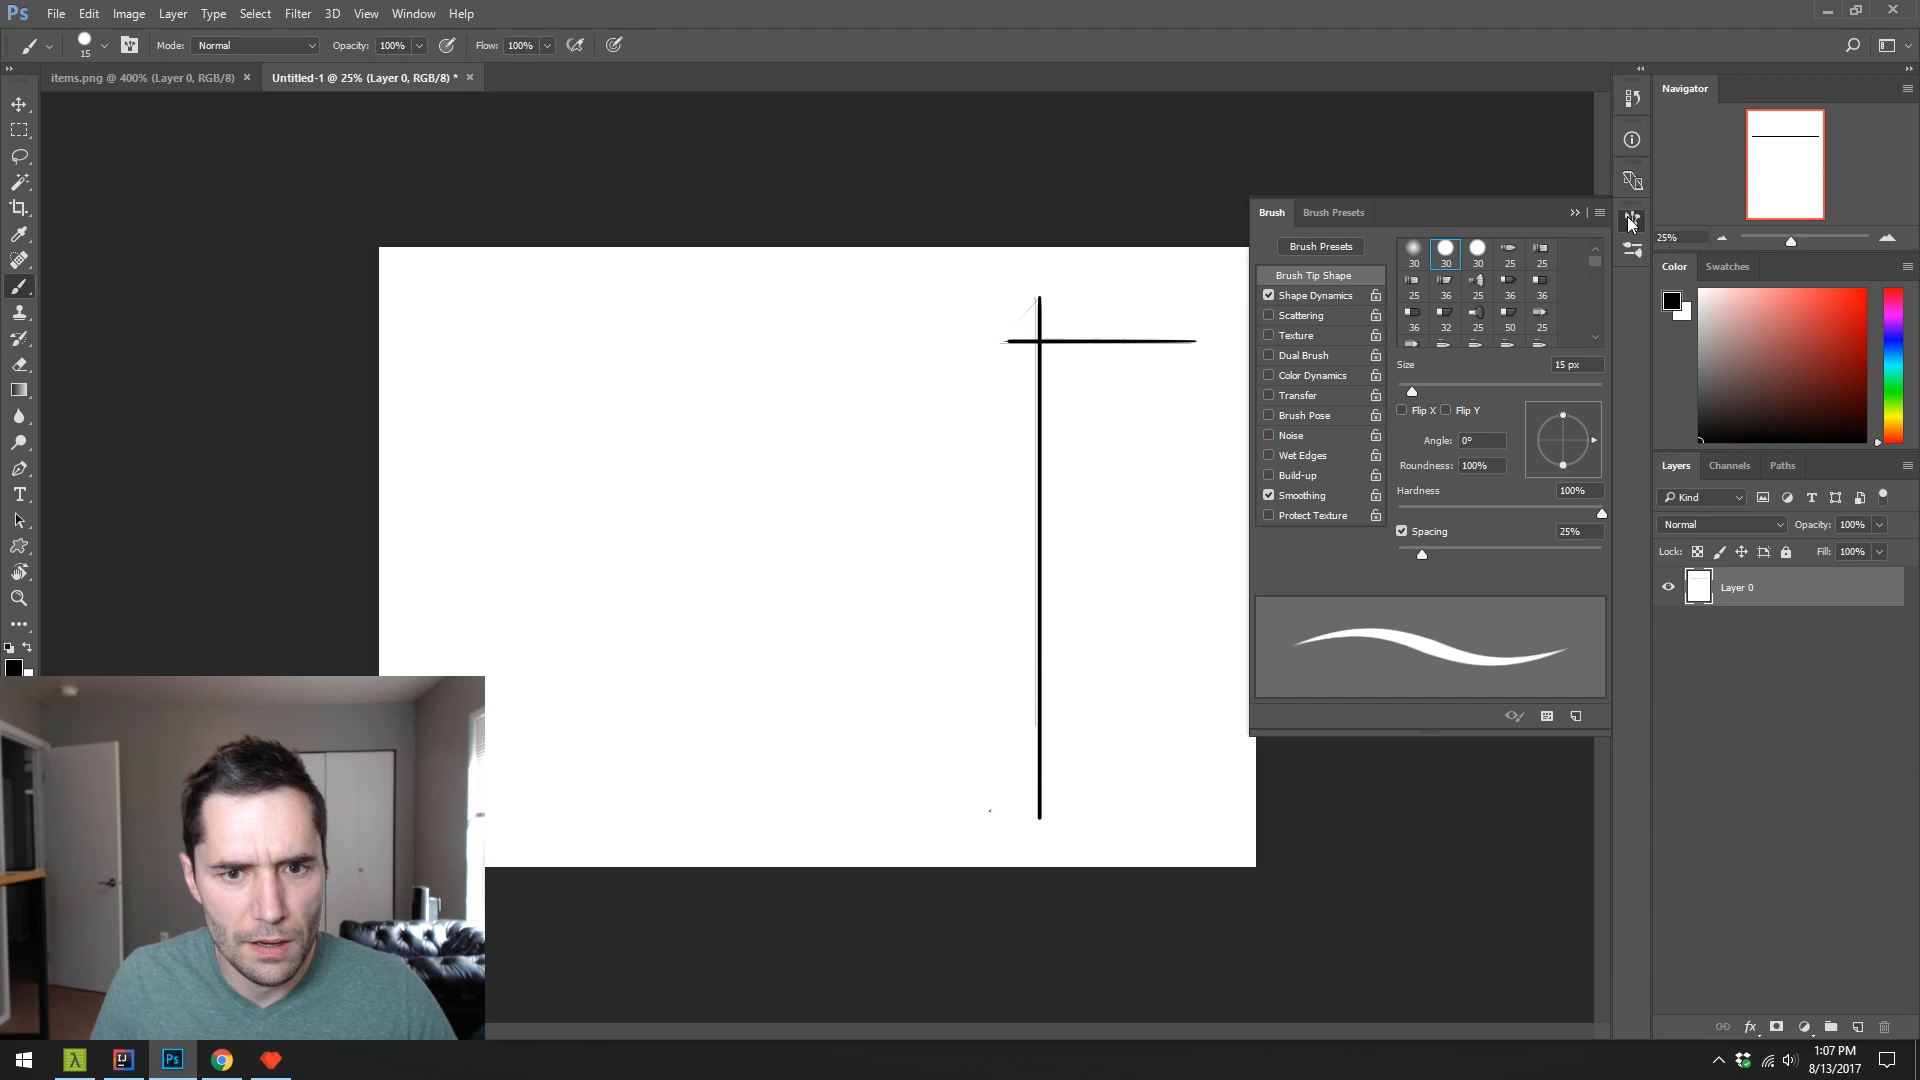 Ps File Edit Image Layer Type Select Filter 3D View Window Help
15 Mode: Normal Opacity: 100% Flow: 100%
items.png @ 400% (Layer 0, RGB/8) × Untitled-1 @ 25% (Layer 0, RGB/8) * ×
Navigator
25%
Brush Brush Presets
Brush Presets
30 30 30 25 25
25 36 25 36 36
36 32 25 50 25
Brush Tip Shape
Shape Dynamics
Scattering
Texture
Dual Brush
Color Dynamics
Transfer
Brush Pose
Noise
Wet Edges
Build-up
Smoothing
Protect Texture
Size 15 px
Flip X Flip Y
Angle: 0°
Roundness: 100%
Hardness 100%
Spacing 25%
Color Swatches
Layers Channels Paths
Kind
Normal Opacity: 100%
Lock: Fill: 100%
Layer 0
fx
T
λ IJ Ps
1:07 PM
8/13/2017